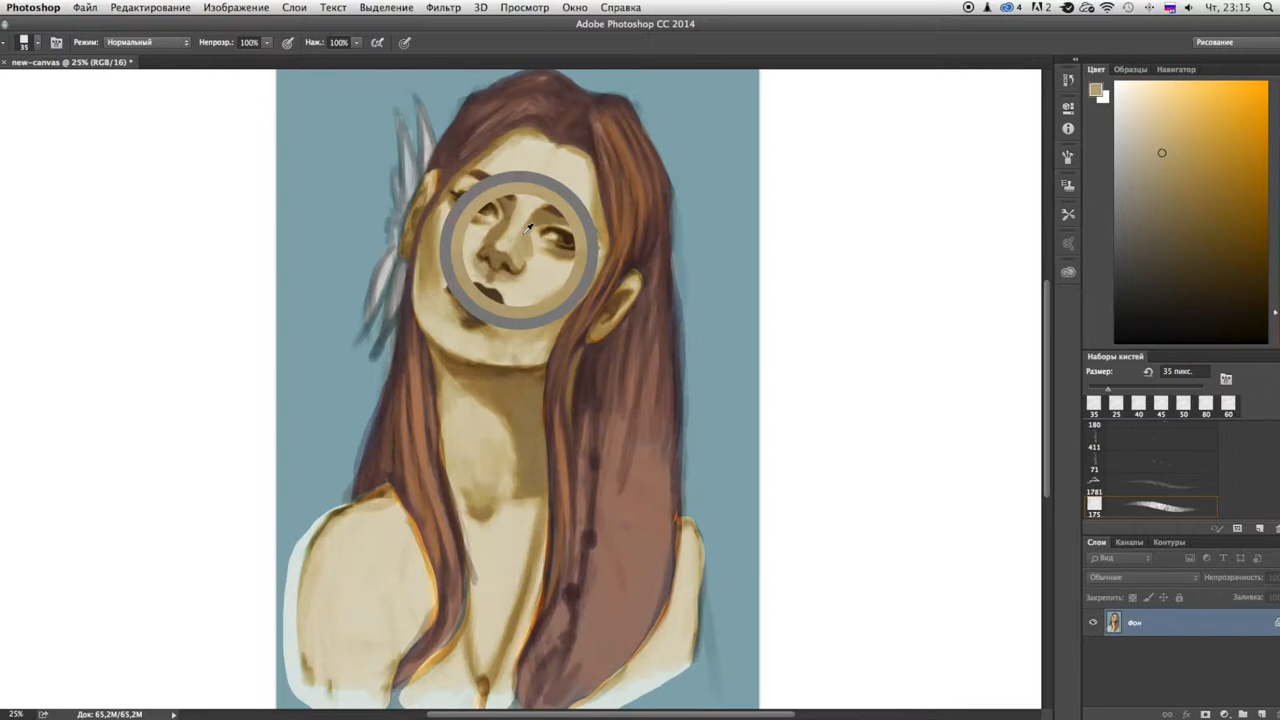 Photoshop Файл Редактирование Изображение Слои Текст Выделение Фильтр 3D Просмотр Окно Справка 4 2 Чт, 23:15
Adobe Photoshop CC 2014
35 Режим: Нормальный Непрозр.: 100% Наж.: 100% Рисование
new-canvas @ 25% (RGB/16) *
Цвет Образцы Навигатор
Наборы кистей
Размер: 35 пикс.
35 25 40 45 50 80 60
180
411
71
1781
175
Слои Каналы Контуры
Вид
Обычные Непрозрачность: 
Закрепить: Заливка:
Фон
25% Док: 65,2M/65,2M